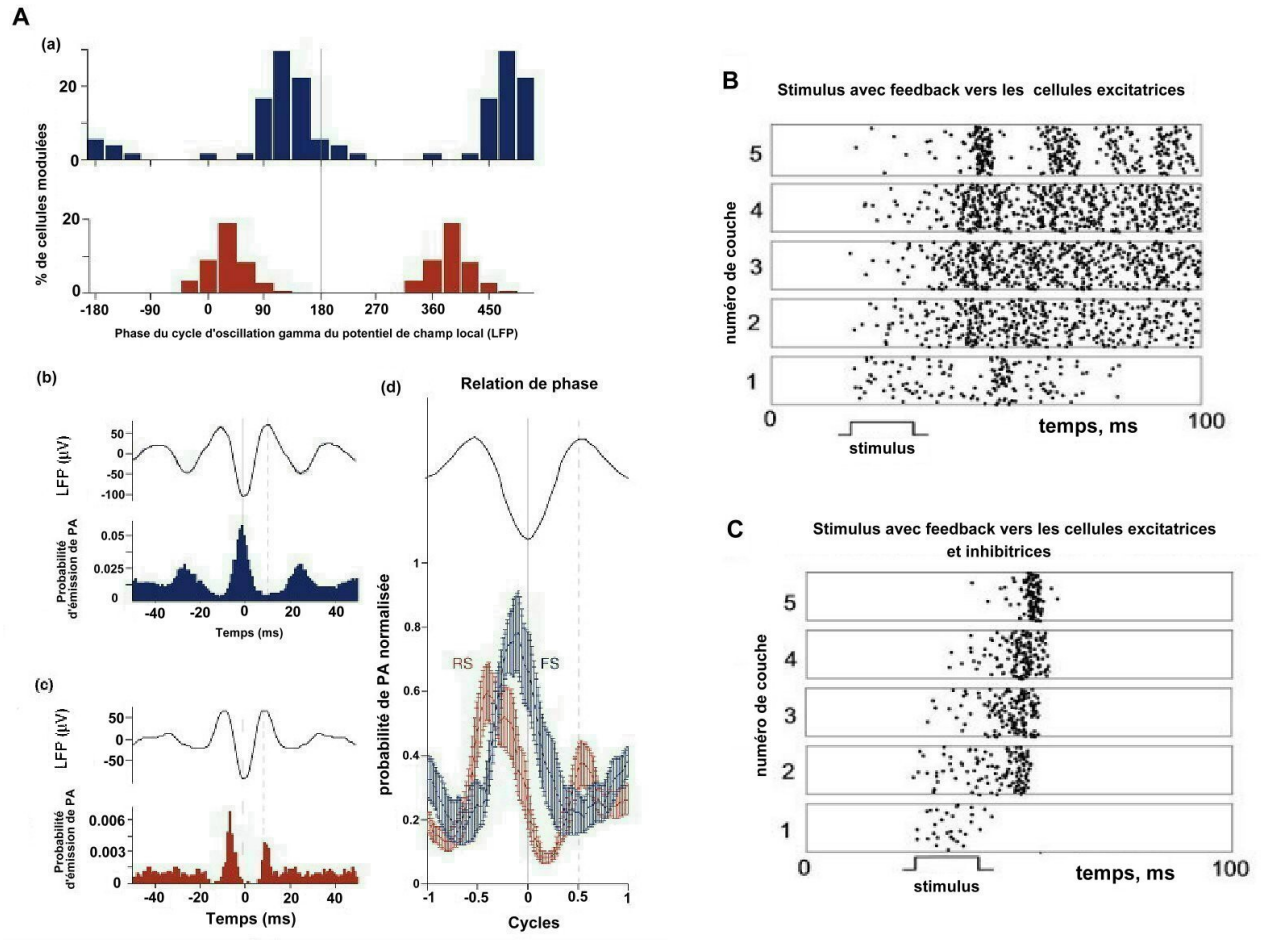 A
(a)
% de cellules modulées
20
0
20
0
-180 -90 0 90 180 270 360 450
Phase du cycle d'oscillation gamma du potentiel de champ local (LFP)
(b)
LFP (µV)
50
0
-50
-100
Probabilité
d'émission de PA
0.05
0.025
0
-40 -20 0 20 40
Temps (ms)
(c)
LFP (µV)
50
0
-50
Probabilité
d'émission de PA
0.006
0.003
0
-40 -20 0 20 40
Temps (ms)
(d)
Relation de phase
probabilité de PA normalisée
1
0.8
0.6
0.4
0.2
0
RS FS
-1 -0.5 0 0.5 1
Cycles
B
Stimulus avec feedback vers les cellules excitatrices
numéro de couche
5
4
3
2
1
0 100
temps, ms
stimulus
C
Stimulus avec feedback vers les cellules excitatrices
et inhibitrices
numéro de couche
5
4
3
2
1
0 100
temps, ms
stimulus